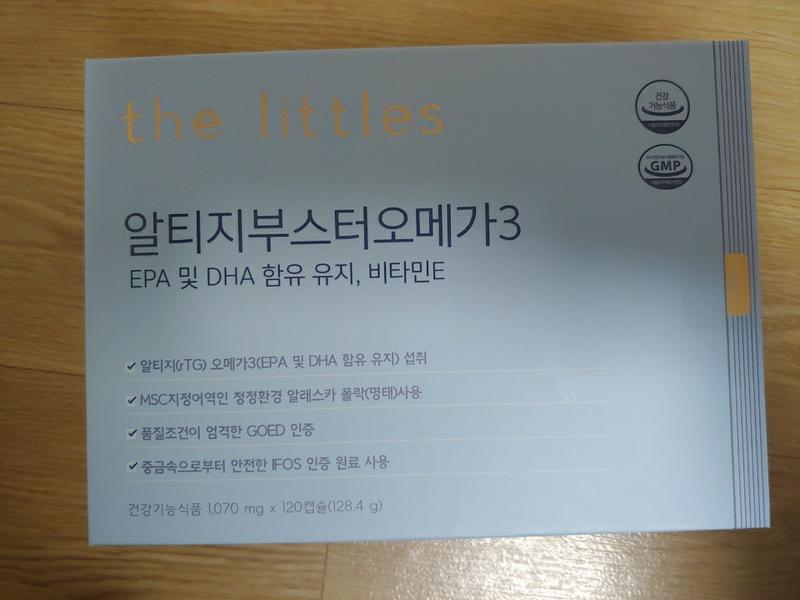 the littles
건강
기능식품
GMP
알티지부스터오메가3
EPA 및 DHA 함유 유지, 비타민E
알티지(rTG) 오메가3(EPA 및 DHA 함유 유지) 섭취
MSC지정어역인 청정환경 알래스카 폴락(명태)사용
품질조건이 엄격한 GOED 인증
중금속으로부터 안전한 IFOS 인증 원료 사용
건강기능식품 1,070 mg x 120캡슐(128.4 g)